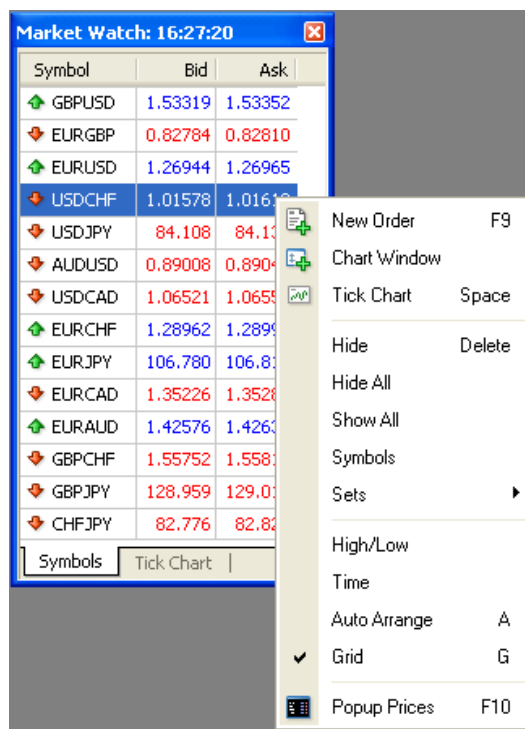 Market Watch: 16:27:20
Symbol Bid Ask
GBPUSD 1.53319 1.53352
EURGBP 0.82784 0.82810
EURUSD 1.26944 1.26965
USDCHF 1.01578
USDJPY 84.108
AUDUSD 0.89008
USDCAD 1.06521
EURCHF 1.28962
EURJPY 106.780
EURCAD 1.35226
EURAUD 1.42576
GBPCHF 1.55752
GBPJPY 128.959
CHFJPY 82.776
Symbols Tick Chart
New Order F9
Chart Window
Tick Chart Space
Hide Delete
Hide All
Show All
Symbols
Sets
High/Low
Time
Auto Arrange A
Grid G
Popup Prices F10